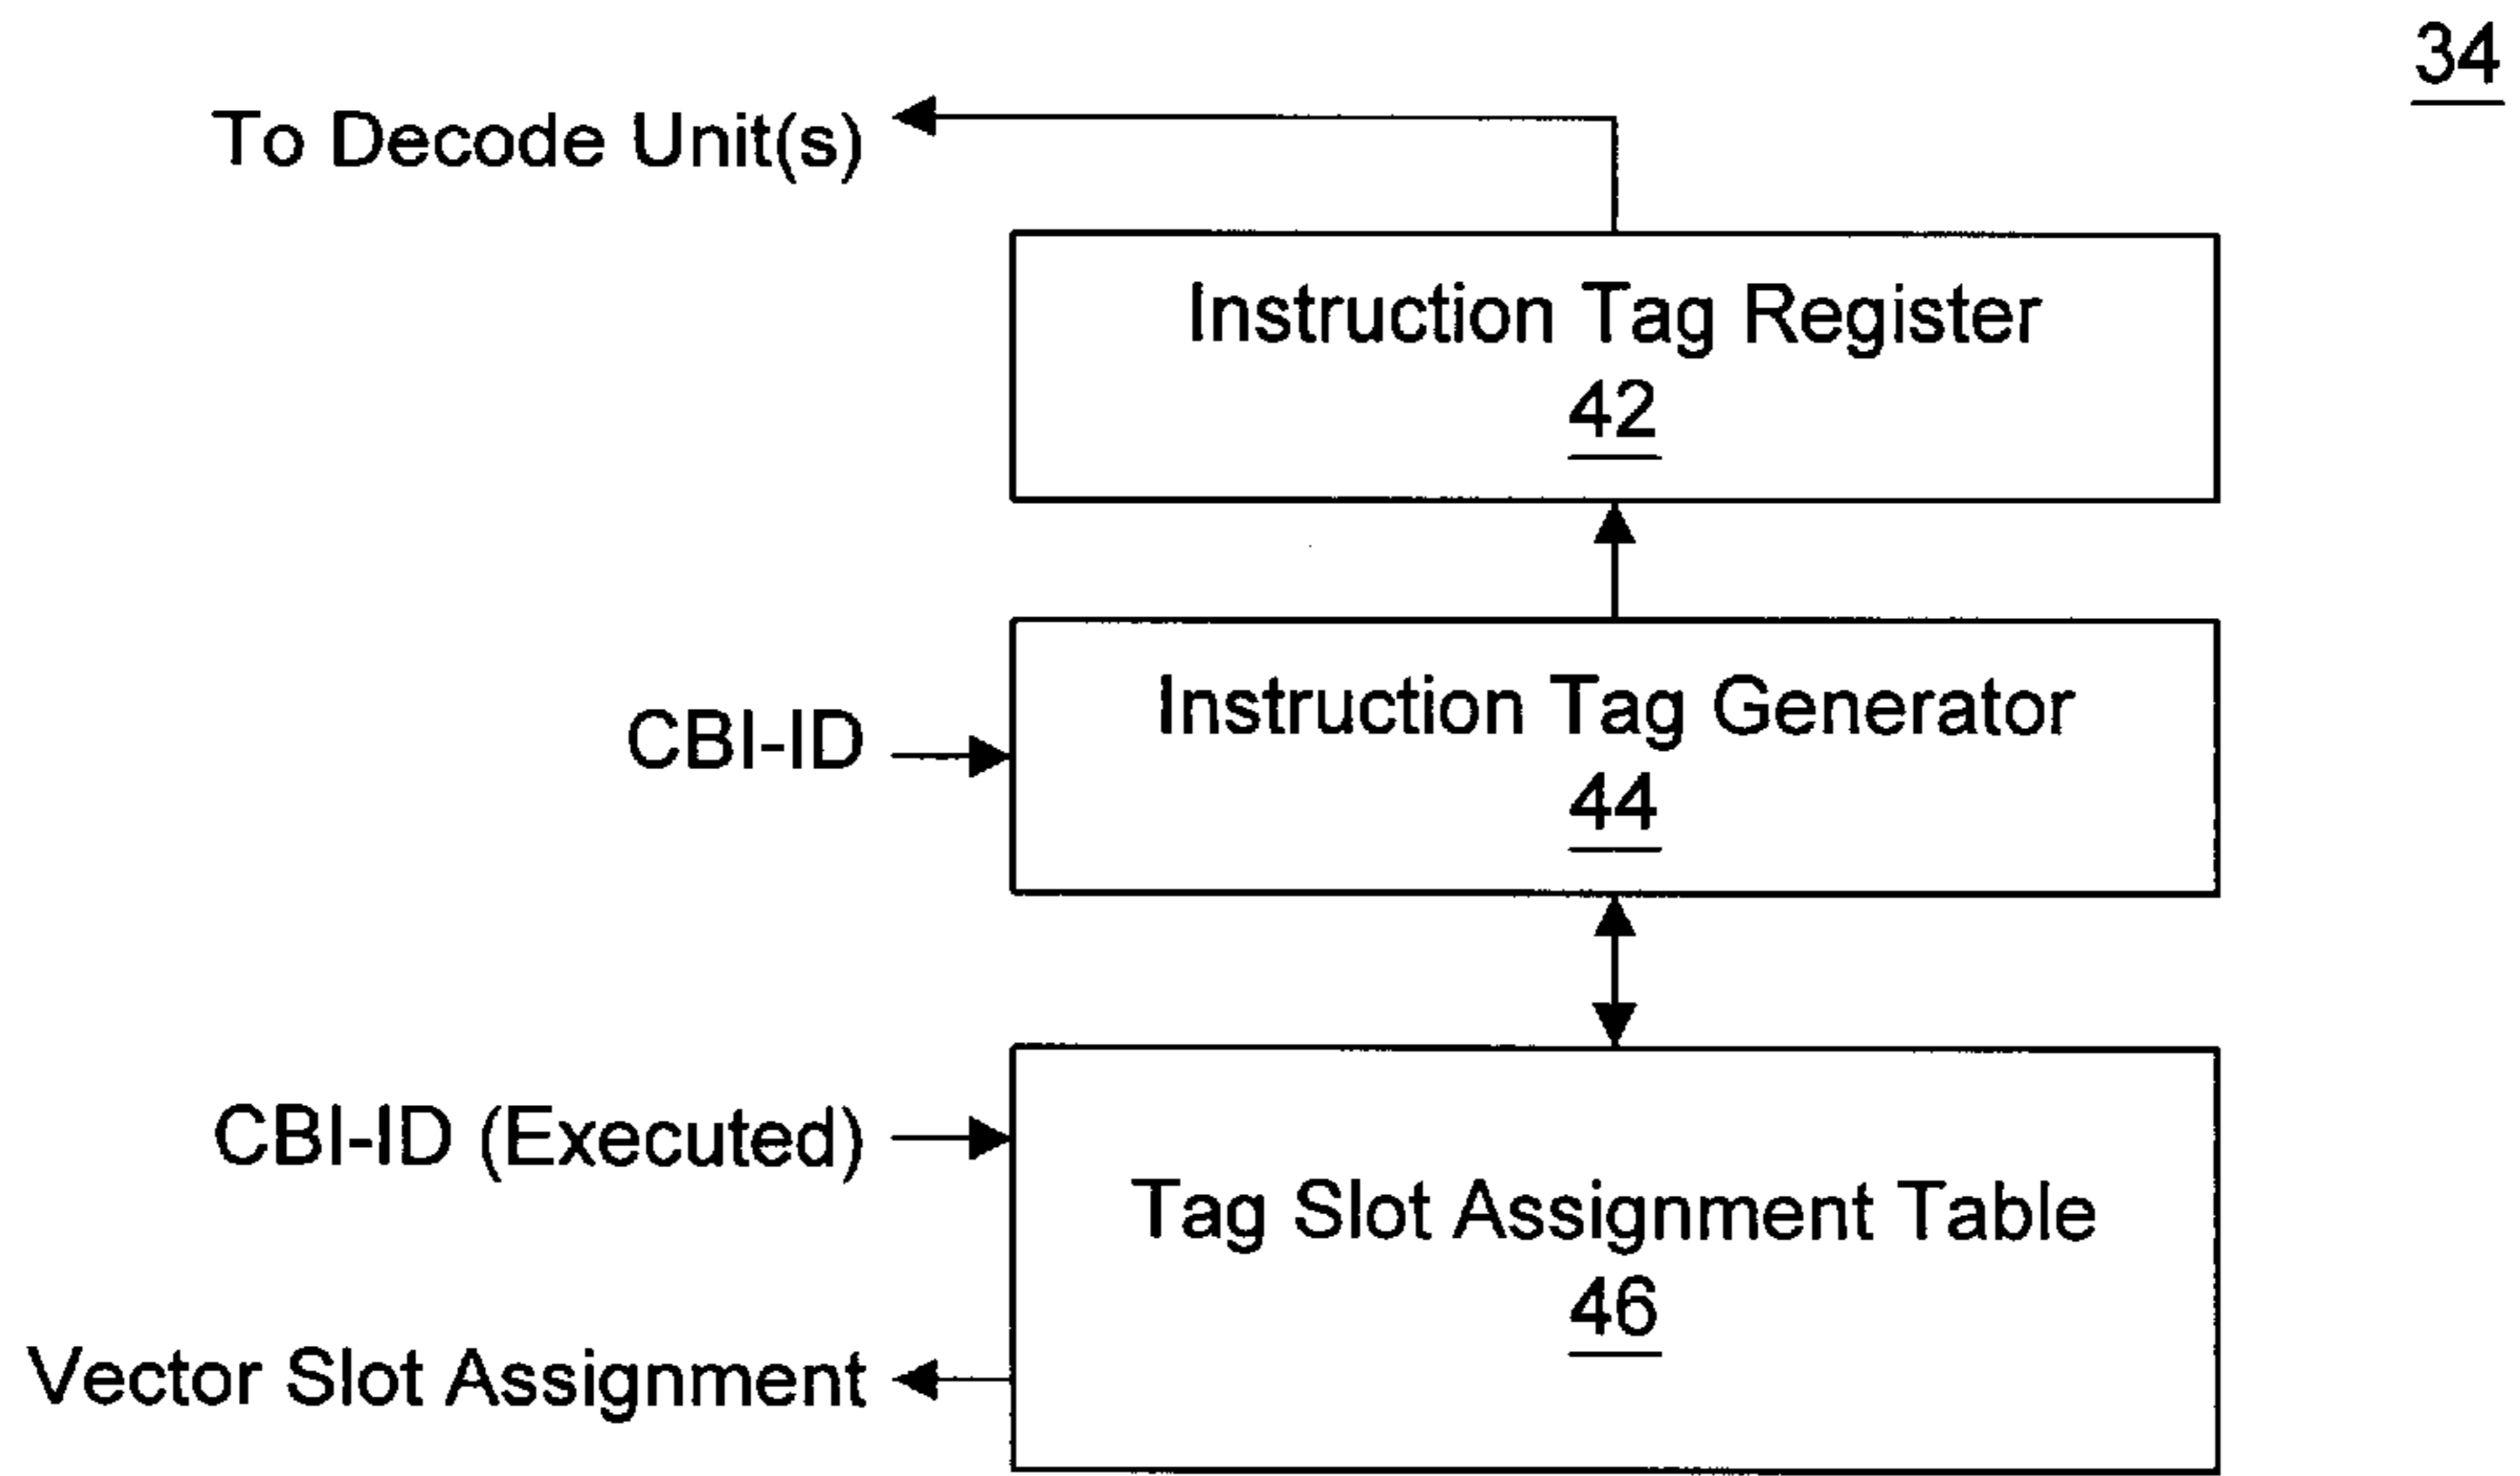 34
To Decode Unit(s)
Instruction Tag Register
42
Instruction Tag Generator
CBI-ID
44
CBI-ID (Executed)
Tag Slot Assignment Table
46
Vector Slot Assignment